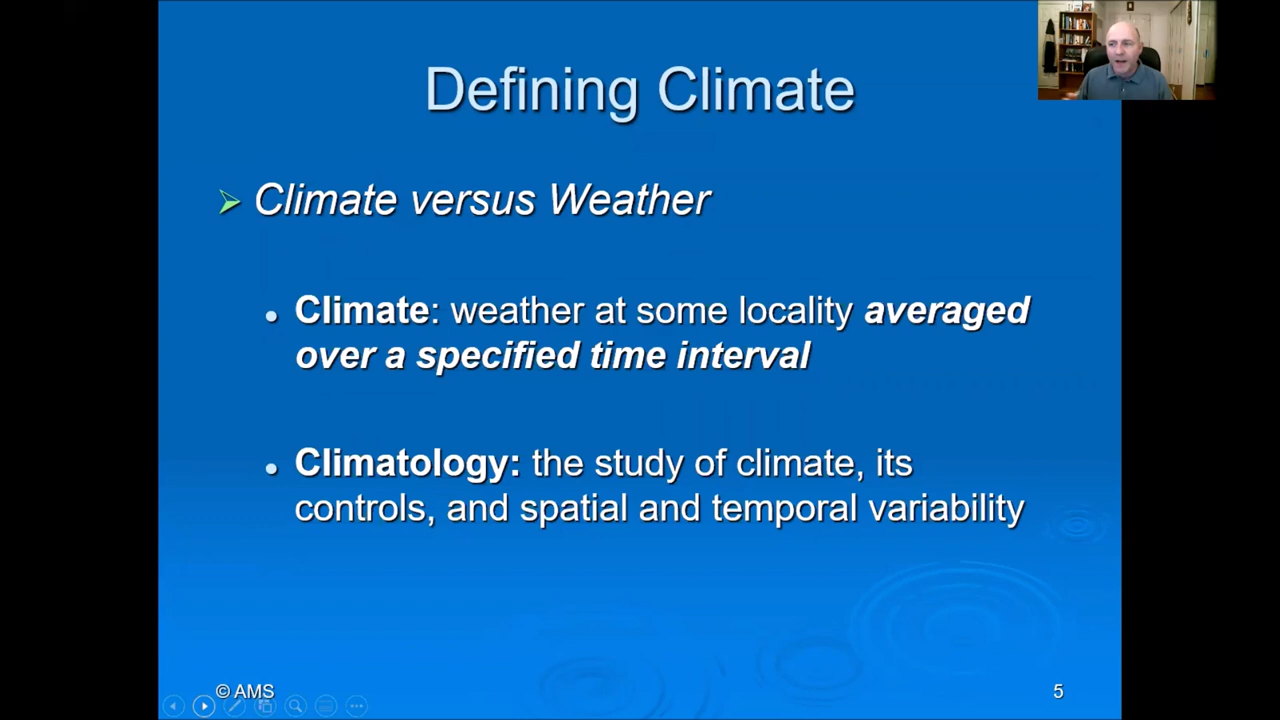 Defining Climate
Climate versus Weather
Climate: weather at some locality averaged
over a specified time interval
Climatology: the study of climate, its
controls, and spatial and temporal variability
© AMS
5